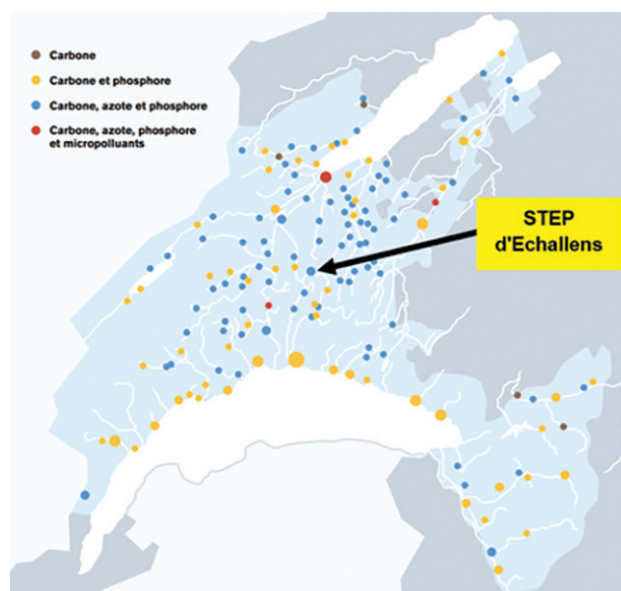 Carbone
Carbone et phosphore
Carbone, azote et phosphore
Carbone, azote, phosphore
et micropolluants
STEP
d'Echallens